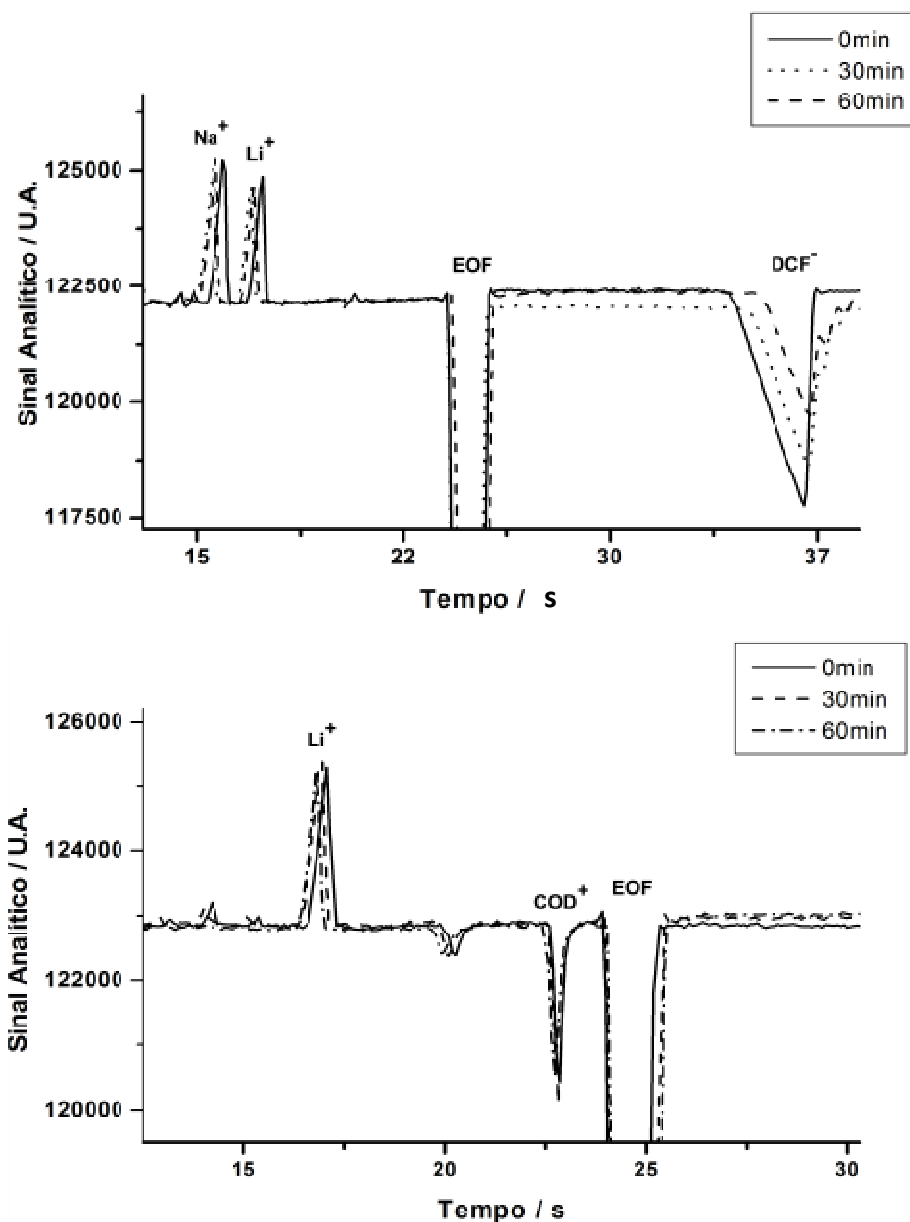 0min
30min
60min
Na+
Li+
EOF
DCF-
Sinal Analítico / U.A.
125000
122500
120000
117500
15
22
30
37
Tempo / s
0min
30min
60min
Li+
COD+
EOF
Sinal Analítico / U.A.
126000
124000
122000
120000
15
20
25
30
Tempo / s